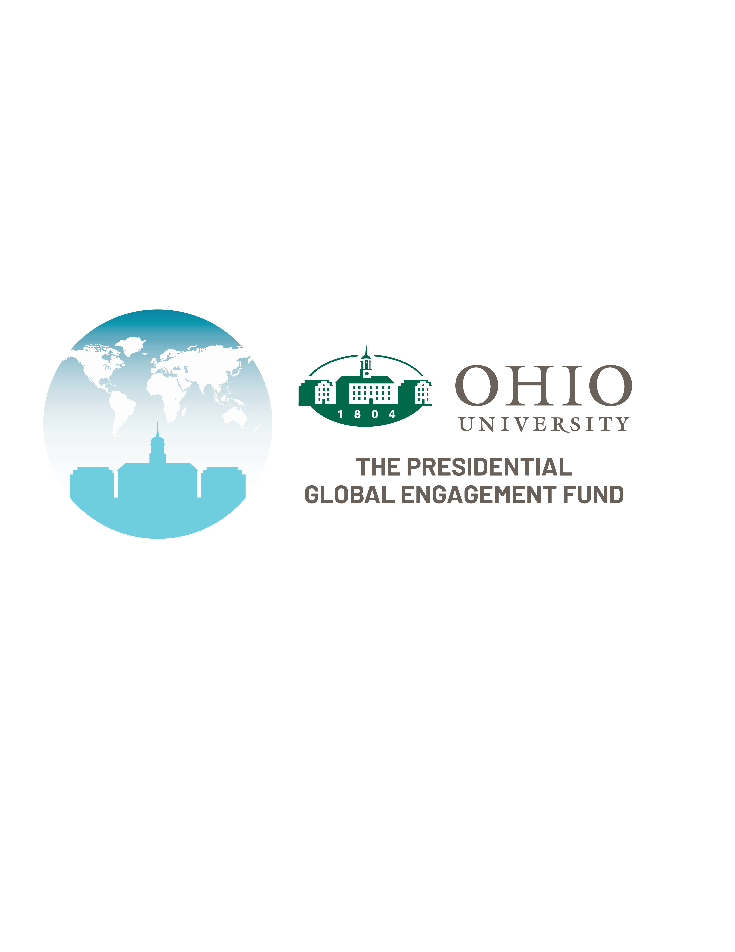 1804
OHIO
UNIVERSITY
THE PRESIDENTIAL
GLOBAL ENGAGEMENT FUND